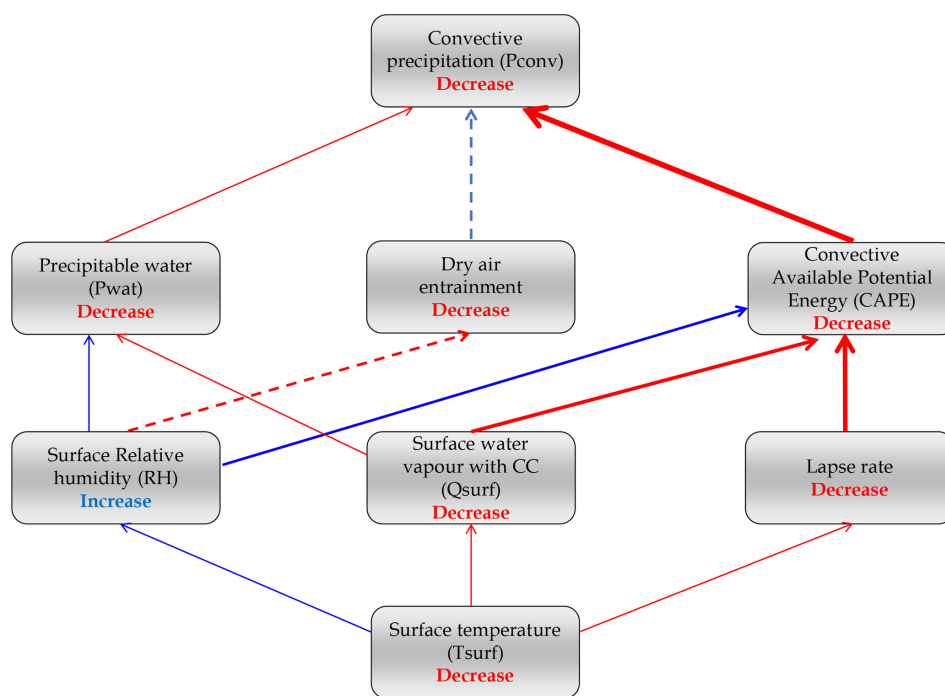 Convective
precipitation (Pconv)
Decrease
Precipitable water
(Pwat)
Decrease
Dry air
entrainment
Decrease
Convective
Available Potential
Energy (CAPE)
Decrease
Surface Relative
humidity (RH)
Increase
Surface water
vapour with CC
(Qsurf)
Decrease
Lapse rate
Decrease
Surface temperature
(Tsurf)
Decrease